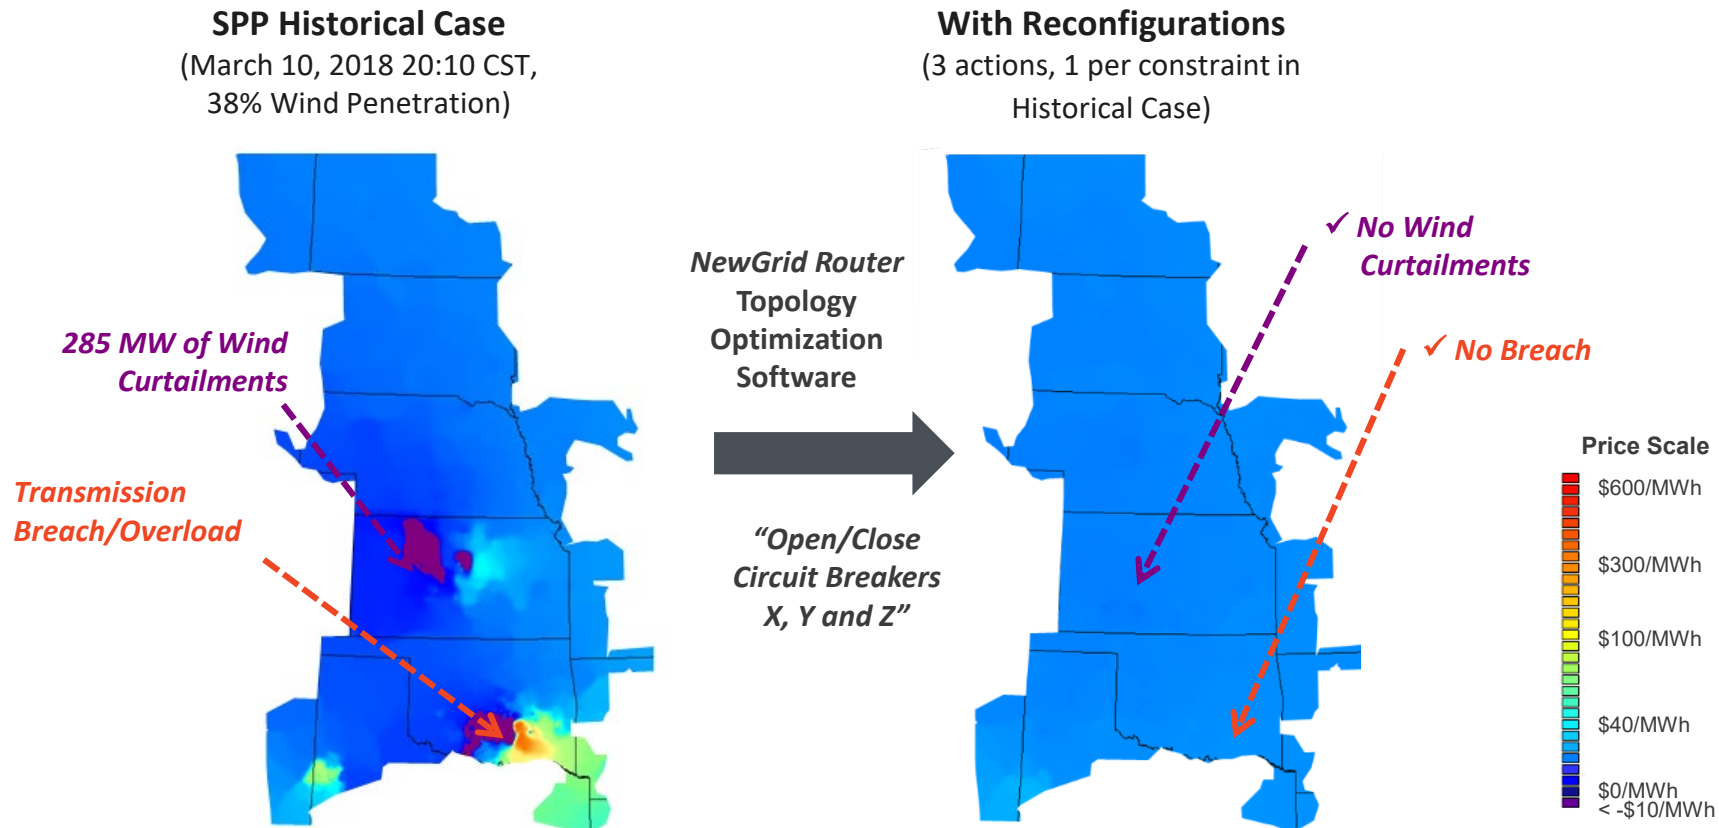 SPP Historical Case
(March 10, 2018 20:10 CST,
38% Wind Penetration)
With Reconfigurations
(3 actions, 1 per constraint in
Historical Case)
285 MW of Wind
Curtailments
Transmission
Breach/Overload
NewGrid Router
Topology
Optimization
Software
“Open/Close
Circuit Breakers
X, Y and Z”
✓ No Wind
Curtailments
✓ No Breach
Price Scale
$600/MWh
$300/MWh
$100/MWh
$40/MWh
$0/MWh
< -$10/MWh